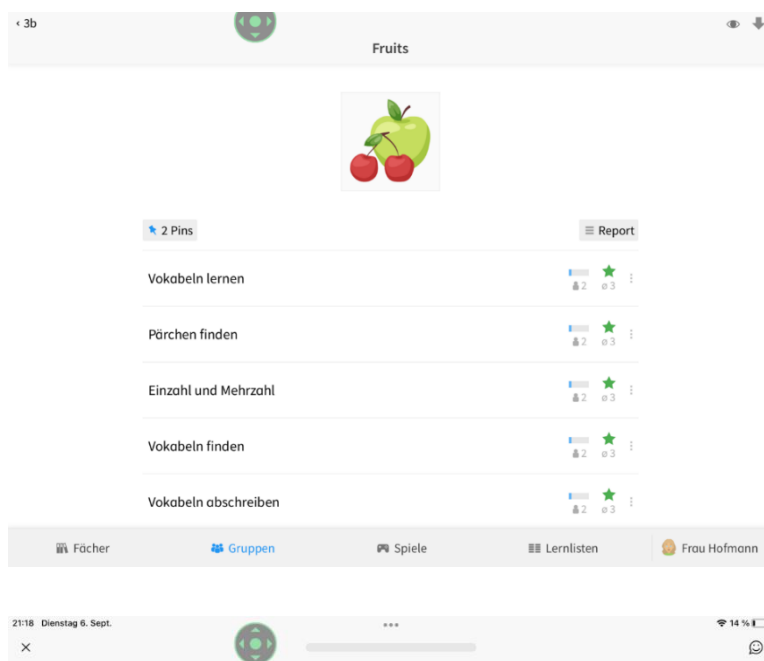 ‹ 3b
Fruits
2 Pins
Report
Vokabeln lernen
2 ø 3
Pärchen finden
2 ø 3
Einzahl und Mehrzahl
2 ø 3
Vokabeln finden
2 ø 3
Vokabeln abschreiben
2 ø 3
Fächer Gruppen Spiele Lernlisten Frau Hofmann
21:18 Dienstag 6. Sept. 14 %